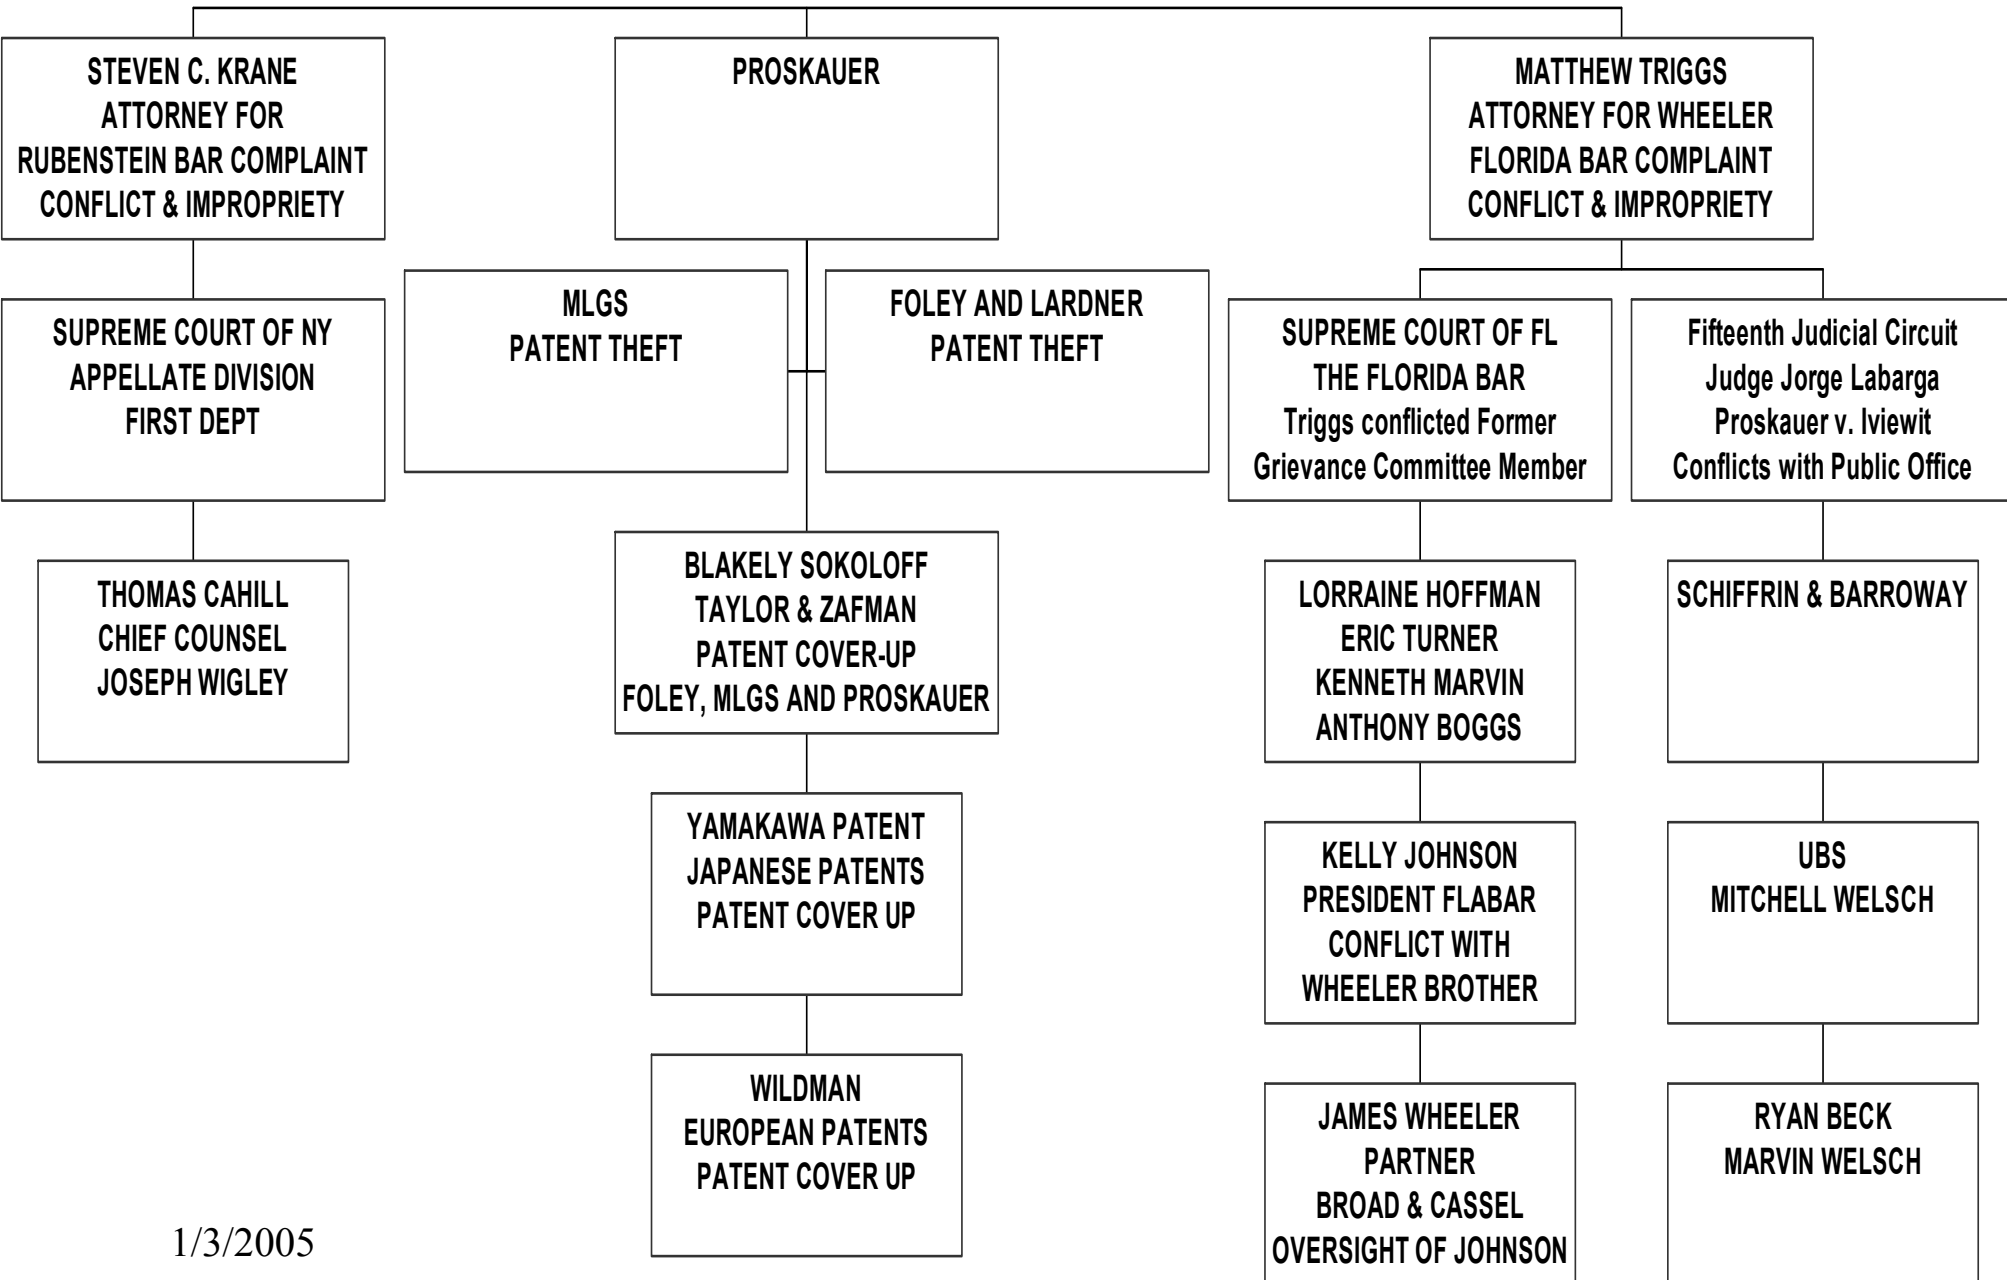 STEVEN C. KRANE
ATTORNEY FOR
RUBENSTEIN BAR COMPLAINT
CONFLICT & IMPROPRIETY
PROSKAUER
MATTHEW TRIGGS
ATTORNEY FOR WHEELER
FLORIDA BAR COMPLAINT
CONFLICT & IMPROPRIETY
SUPREME COURT OF NY
APPELLATE DIVISION
FIRST DEPT
MLGS
PATENT THEFT
FOLEY AND LARDNER
PATENT THEFT
SUPREME COURT OF FL
THE FLORIDA BAR
Triggs conflicted Former
Grievance Committee Member
Fifteenth Judicial Circuit
Judge Jorge Labarga
Proskauer v. Iviewit
Conflicts with Public Office
THOMAS CAHILL
CHIEF COUNSEL
JOSEPH WIGLEY
BLAKELY SOKOLOFF
TAYLOR & ZAFMAN
PATENT COVER-UP
FOLEY, MLGS AND PROSKAUER
LORRAINE HOFFMAN
ERIC TURNER
KENNETH MARVIN
ANTHONY BOGGS
SCHIFFRIN & BARROWAY
YAMAKAWA PATENT
JAPANESE PATENTS
PATENT COVER UP
KELLY JOHNSON
PRESIDENT FLABAR
CONFLICT WITH
WHEELER BROTHER
UBS
MITCHELL WELSCH
WILDMAN
EUROPEAN PATENTS
PATENT COVER UP
JAMES WHEELER
PARTNER
BROAD & CASSEL
OVERSIGHT OF JOHNSON
RYAN BECK
MARVIN WELSCH
1/3/2005